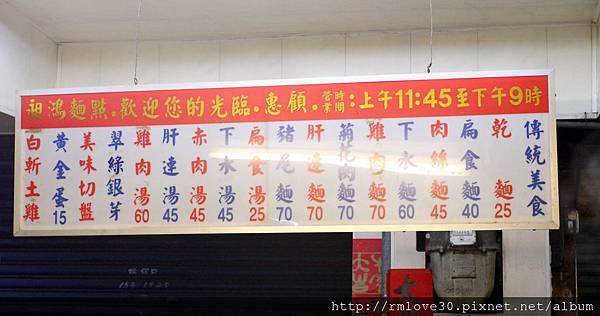 昶鴻麵點.歡迎您的光臨.惠顧.營業時間:上午11:45至下午9時
傳統美食
乾麵25
扁食麵40
肉絲麵45
下水麵60
雞肉麵70
菊花肉麵70
肝連麵70
豬尾麵70
扁食湯25
下水湯45
赤肉湯45
肝連湯45
雞肉湯60
翠綠銀芽
美味切盤
黃金蛋15
白斬土雞
http://rmlove30.pixnet.net/album